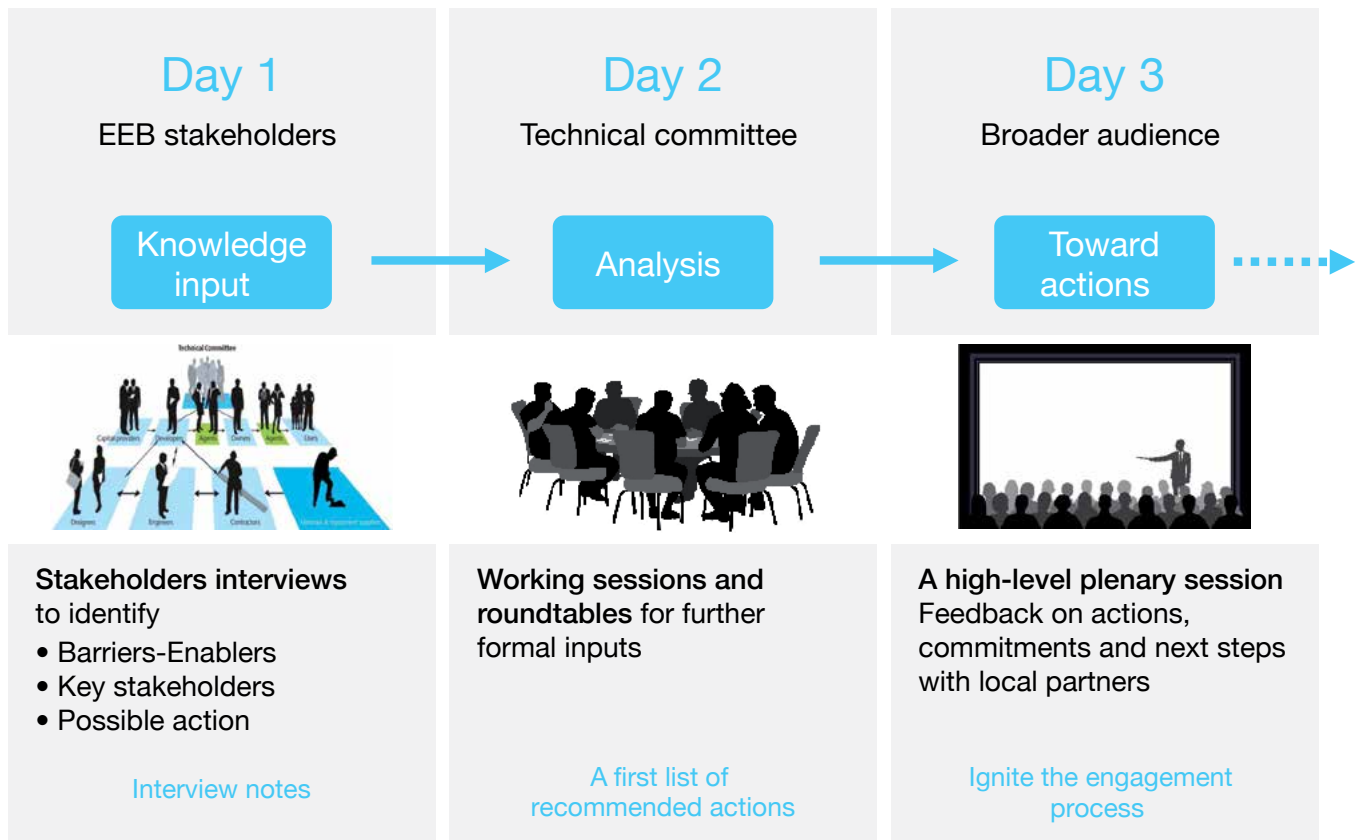 Day 1
EEB stakeholders
Knowledge
input
Day 2
Technical committee
Analysis
Day 3
Broader audience
Toward
actions
Technical Committee
Capital providers
Developers
Agents
Owners
Agents
Users
Designers
Engineers
Contractors
Stakeholders interviews
to identify
• Barriers-Enablers
• Key stakeholders
• Possible action
Interview notes
Working sessions and
roundtables for further
formal inputs
A first list of
recommended actions
A high-level plenary session
Feedback on actions,
commitments and next steps
with local partners
Ignite the engagement
process